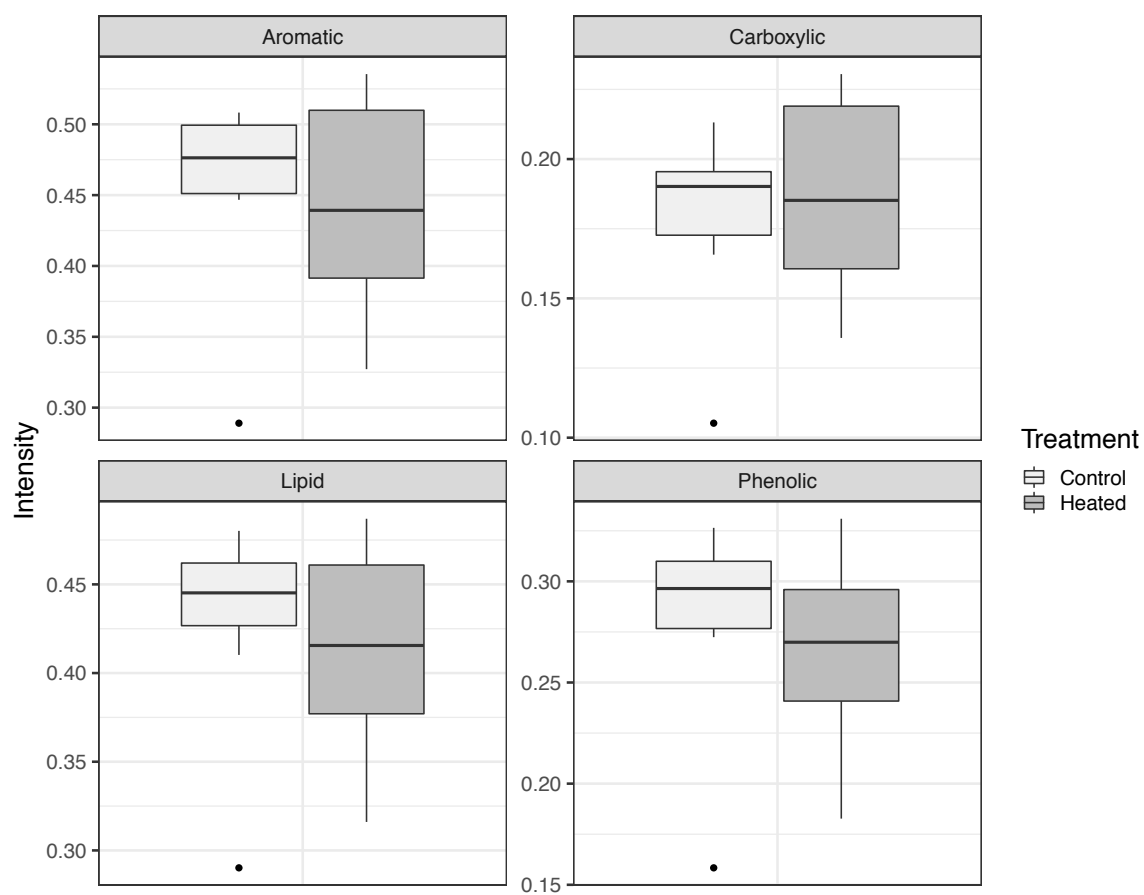 Aromatic
Carboxylic
0.50
0.45
0.40
0.35
0.30
0.20
0.15
0.10
Lipid
Phenolic
0.45
0.40
0.35
0.30
0.30
0.25
0.20
0.15
Intensity
Treatment
Control
Heated